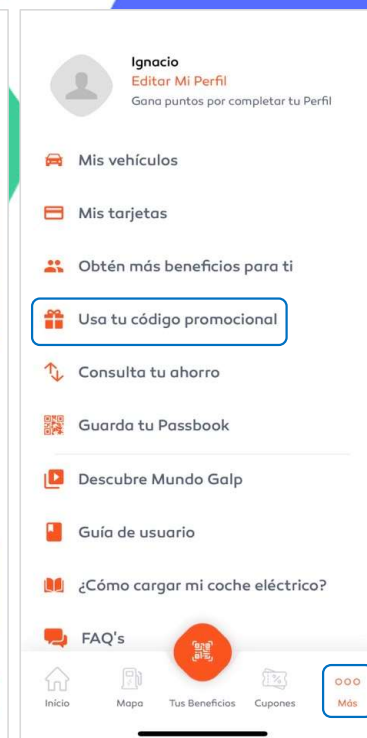 Ignacio
Editar Mi Perfil
Gana puntos por completar tu Perfil
Mis vehículos
Mis tarjetas
Obtén más beneficios para ti
Usa tu código promocional
Consulta tu ahorro
Guarda tu Passbook
Descubre Mundo Galp
Guía de usuario
¿Cómo cargar mi coche eléctrico?
FAQ's
Início Mapa Tus Beneficios Cupones Más